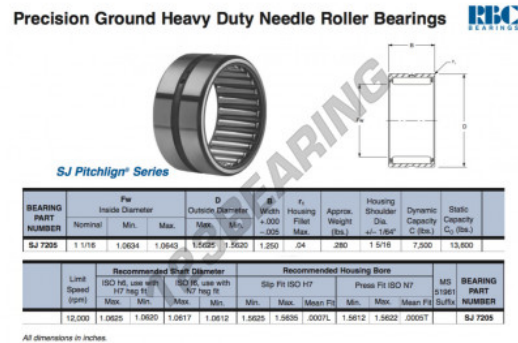 Precision Ground Heavy Duty Needle Roller Bearings
RBC
BEARINGS
B
r₁
Fw
D
123BEARING
SJ Pitchlign® Series
BEARING PART NUMBER
Fw Inside Diameter
Nominal Min. Max.
D Outside Diameter
Max. Min.
B Width +.000 -.005
Housing Fillet Max.
Approx. Weight (lbs.)
Housing Shoulder Dia. +/- 1/64"
Dynamic Capacity C (lbs.)
Static Capacity C₀ (lbs.)
SJ 7205 1 1/16 1.0634 1.0643 1.5625 1.5620 1.250 .04 .280 1 5/16 7,500 13,600
Limit Speed (rpm)
Recommended Shaft Diameter
ISO h6, use with H7 hsg fit
Max. Min.
ISO f6, use with N7 hsg fit
Max. Min.
Recommended Housing Bore
Slip Fit ISO H7
Min. Max. Mean Fit
Press Fit ISO N7
Min. Max. Mean Fit
MS 51961 Suffix
BEARING PART NUMBER
12,000 1.0625 1.0620 1.0617 1.0612 1.5625 1.5635 .0007L 1.5612 1.5622 .0005T SJ 7205
All dimensions in inches.